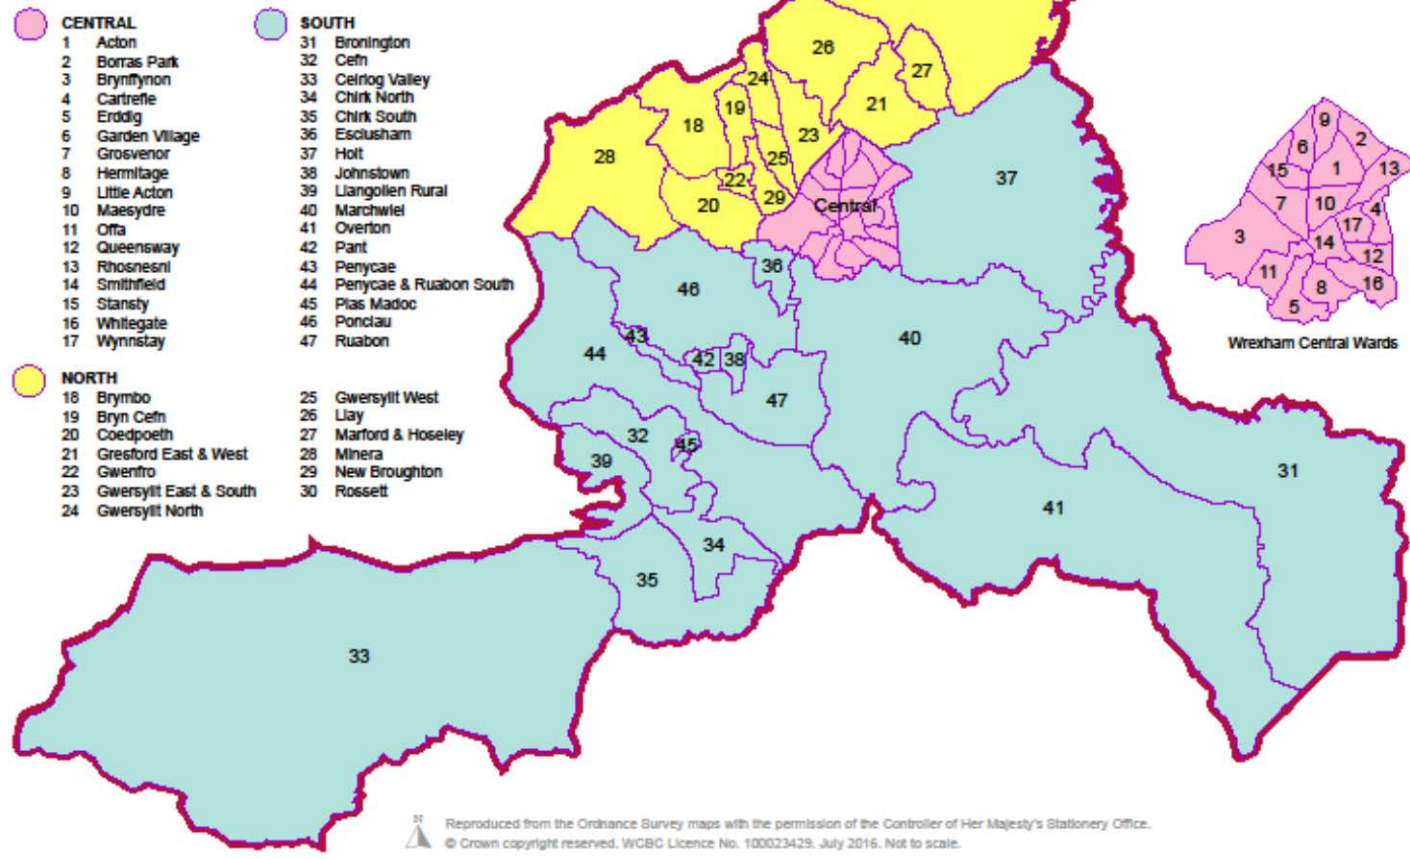 CENTRAL
1 Acton
2 Borras Park
3 Brynffynon
4 Cartrefle
5 Erddig
6 Garden Village
7 Grosvenor
8 Hermitage
9 Little Acton
10 Maesydre
11 Offa
12 Queensway
13 Rhosnesni
14 Smithfield
15 Stansty
16 Whitegate
17 Wynnstay
SOUTH
31 Bronington
32 Cefn
33 Ceiriog Valley
34 Chirk North
35 Chirk South
36 Esclusham
37 Holt
38 Johnstown
39 Llangollen Rural
40 Marchwiel
41 Overton
42 Pant
43 Penycae
44 Penycae & Ruabon South
45 Plas Madoc
46 Ponciau
47 Ruabon
NORTH
18 Brymbo
19 Bryn Cefn
20 Coedpoeth
21 Gresford East & West
22 Gwenfro
23 Gwersyllt East & South
24 Gwersyllt North
25 Gwersyllt West
26 Llay
27 Marford & Hoseley
28 Minera
29 New Broughton
30 Rossett
26
24
27
19
21
18
23
28
25
22
29
20
37
Central
36
46
43
40
44
42
38
47
32
45
39
31
41
34
35
33
9
2
6
1
13
15
7
10
4
17
3
14
12
11
8
16
5
Wrexham Central Wards
N
Reproduced from the Ordnance Survey maps with the permission of the Controller of Her Majesty's Stationery Office.
© Crown copyright reserved. WCBC Licence No. 100023429. July 2016. Not to scale.